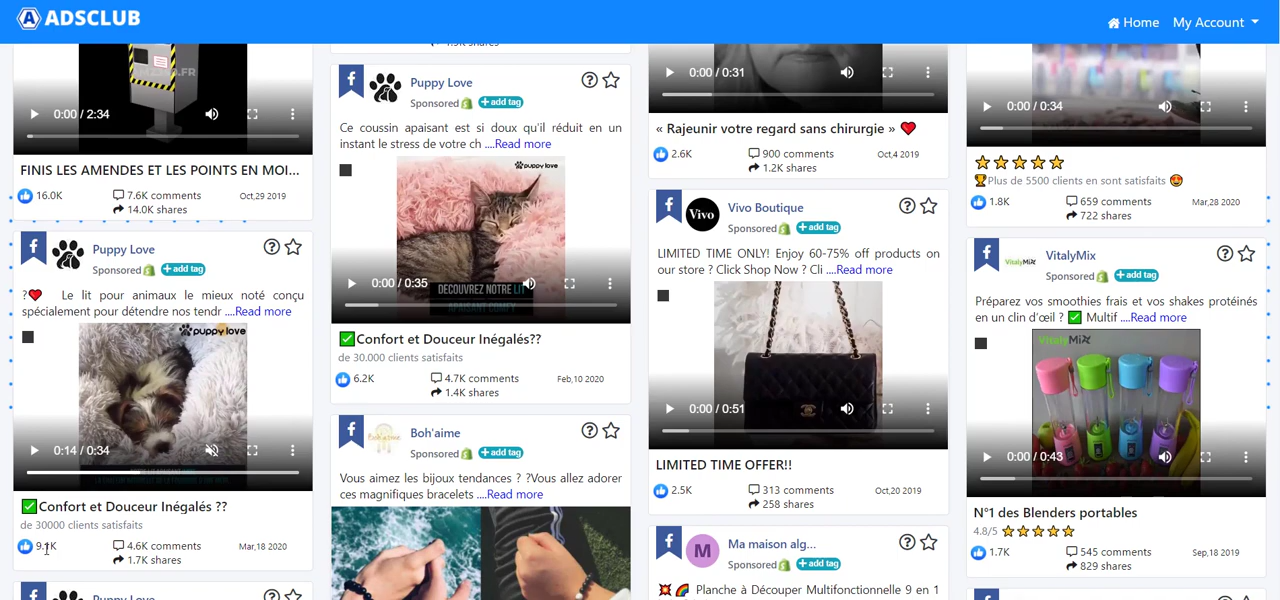 ADSCLUB
Home My Account
0:00 / 2:34
FINIS LES AMENDES ET LES POINTS EN MOI...
16.0K
7.6K comments
14.0K shares
Oct,29 2019
Puppy Love
Sponsored add tag
?❤️ Le lit pour animaux le mieux noté conçu
spécialement pour détendre nos tendr ....Read more
puppy love
0:14 / 0:34
✅Confort et Douceur Inégalés ??
de 30000 clients satisfaits
4.6K comments
1.7K shares
Mar,18 2020
Puppy Love
Puppy Love
Sponsored add tag
Ce coussin apaisant est si doux qu'il réduit en un
instant le stress de votre ch ....Read more
puppy love
0:00 / 0:35
DECOUVREZ NOTRE LIT
APAISANT COMFY
✅Confort et Douceur Inégalés??
de 30.000 clients satisfaits
6.2K
4.7K comments
1.4K shares
Feb,10 2020
Boh'aime
Sponsored add tag
Vous aimez les bijoux tendances ? ?Vous allez adorer
ces magnifiques bracelets ....Read more
0:00 / 0:31
« Rajeunir votre regard sans chirurgie » ❤️
2.6K
900 comments
1.2K shares
Oct,4 2019
Vivo
Vivo Boutique
Sponsored add tag
LIMITED TIME ONLY! Enjoy 60-75% off products on
our store ? Click Shop Now ? Cli ....Read more
0:00 / 0:51
LIMITED TIME OFFER!!
2.5K
313 comments
258 shares
Oct,20 2019
M
Ma maison alg...
Sponsored add tag
💥 🌈 Planche à Découper Multifonctionnelle 9 en 1
0:00 / 0:34
⭐⭐⭐⭐⭐
🏆Plus de 5500 clients en sont satisfaits 😍
1.8K
659 comments
722 shares
Mar,28 2020
VitalyMix
VitalyMix
Sponsored add tag
Préparez vos smoothies frais et vos shakes protéinés
en un clin d'œil ? ✅ Multif ....Read more
VitalyMix
0:00 / 0:43
N°1 des Blenders portables
4.8/5 ⭐⭐⭐⭐⭐
1.7K
545 comments
829 shares
Sep,18 2019